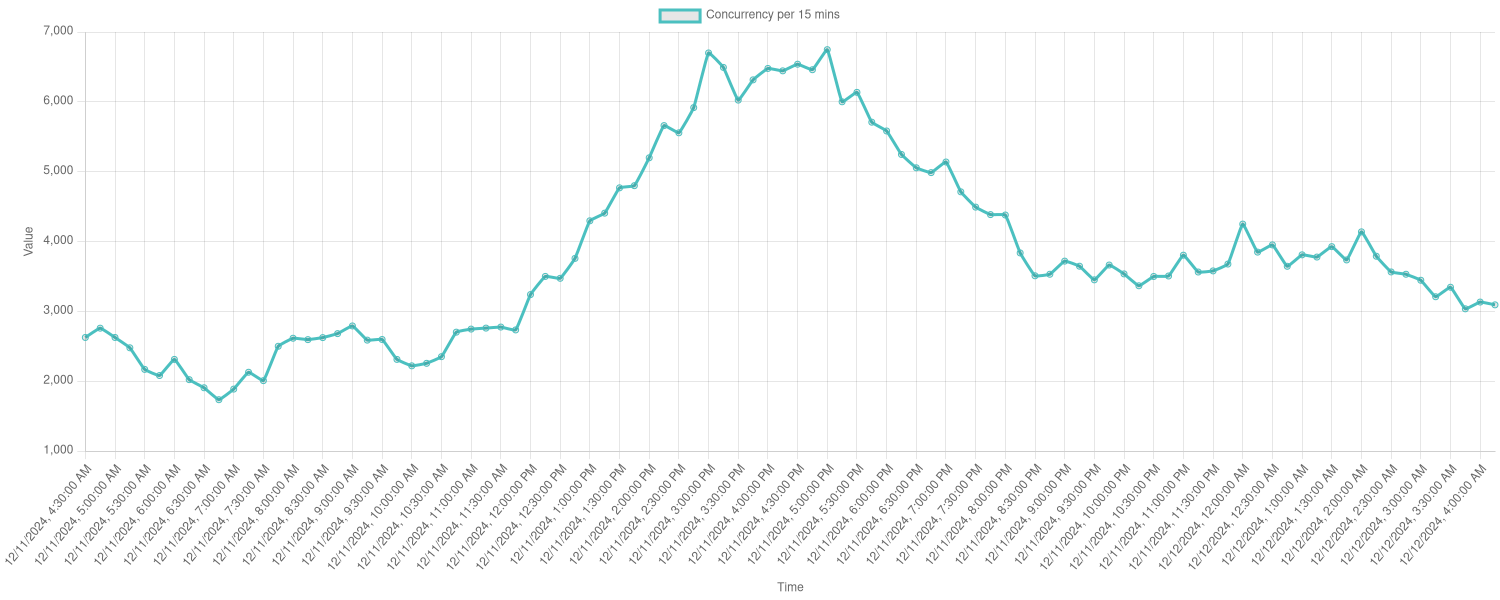 Concurrency per 15 mins
7,000
6,000
5,000
4,000
3,000
2,000
1,000
Value
12/11/2024, 4:30:00 AM
12/11/2024, 5:00:00 AM
12/11/2024, 5:30:00 AM
12/11/2024, 6:00:00 AM
12/11/2024, 6:30:00 AM
12/11/2024, 7:00:00 AM
12/11/2024, 7:30:00 AM
12/11/2024, 8:00:00 AM
12/11/2024, 8:30:00 AM
12/11/2024, 9:00:00 AM
12/11/2024, 9:30:00 AM
12/11/2024, 10:00:00 AM
12/11/2024, 10:30:00 AM
12/11/2024, 11:00:00 AM
12/11/2024, 11:30:00 AM
12/11/2024, 12:00:00 PM
12/11/2024, 12:30:00 PM
12/11/2024, 1:00:00 PM
12/11/2024, 1:30:00 PM
12/11/2024, 2:00:00 PM
12/11/2024, 2:30:00 PM
12/11/2024, 3:00:00 PM
12/11/2024, 3:30:00 PM
12/11/2024, 4:00:00 PM
12/11/2024, 4:30:00 PM
12/11/2024, 5:00:00 PM
12/11/2024, 5:30:00 PM
12/11/2024, 6:00:00 PM
12/11/2024, 6:30:00 PM
12/11/2024, 7:00:00 PM
12/11/2024, 7:30:00 PM
12/11/2024, 8:00:00 PM
12/11/2024, 8:30:00 PM
12/11/2024, 9:00:00 PM
12/11/2024, 9:30:00 PM
12/11/2024, 10:00:00 PM
12/11/2024, 10:30:00 PM
12/11/2024, 11:00:00 PM
12/11/2024, 11:30:00 PM
12/12/2024, 12:00:00 AM
12/12/2024, 12:30:00 AM
12/12/2024, 1:00:00 AM
12/12/2024, 1:30:00 AM
12/12/2024, 2:00:00 AM
12/12/2024, 2:30:00 AM
12/12/2024, 3:00:00 AM
12/12/2024, 3:30:00 AM
12/12/2024, 4:00:00 AM
Time